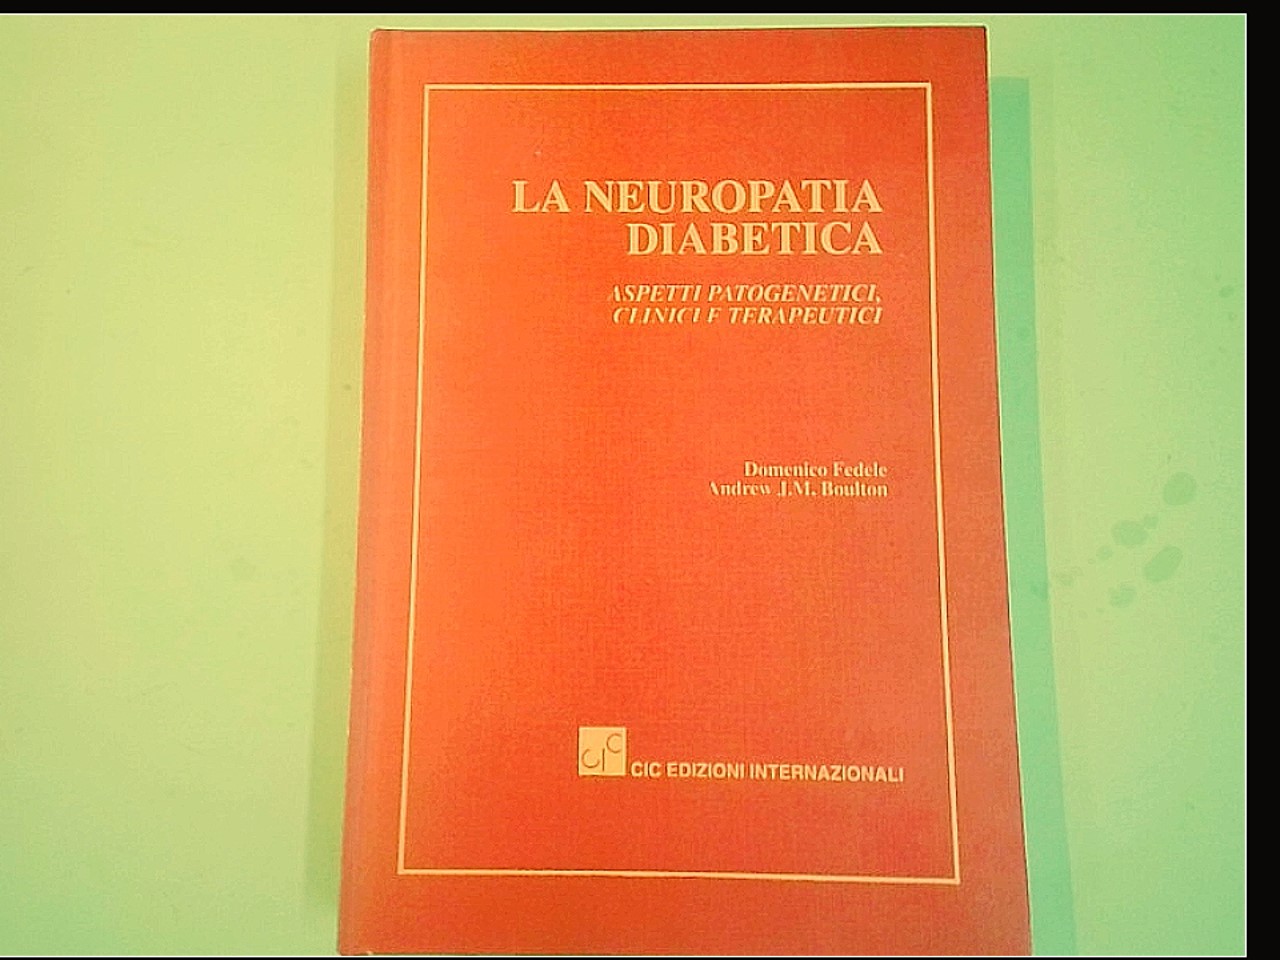 LA NEUROPATIA
DIABETICA
ASPETTI PATOGENETICI,
CLINICI E TERAPEUTICI
Domenico Fedele
Andrew J.M. Boulton
CIC
CIC EDIZIONI INTERNAZIONALI